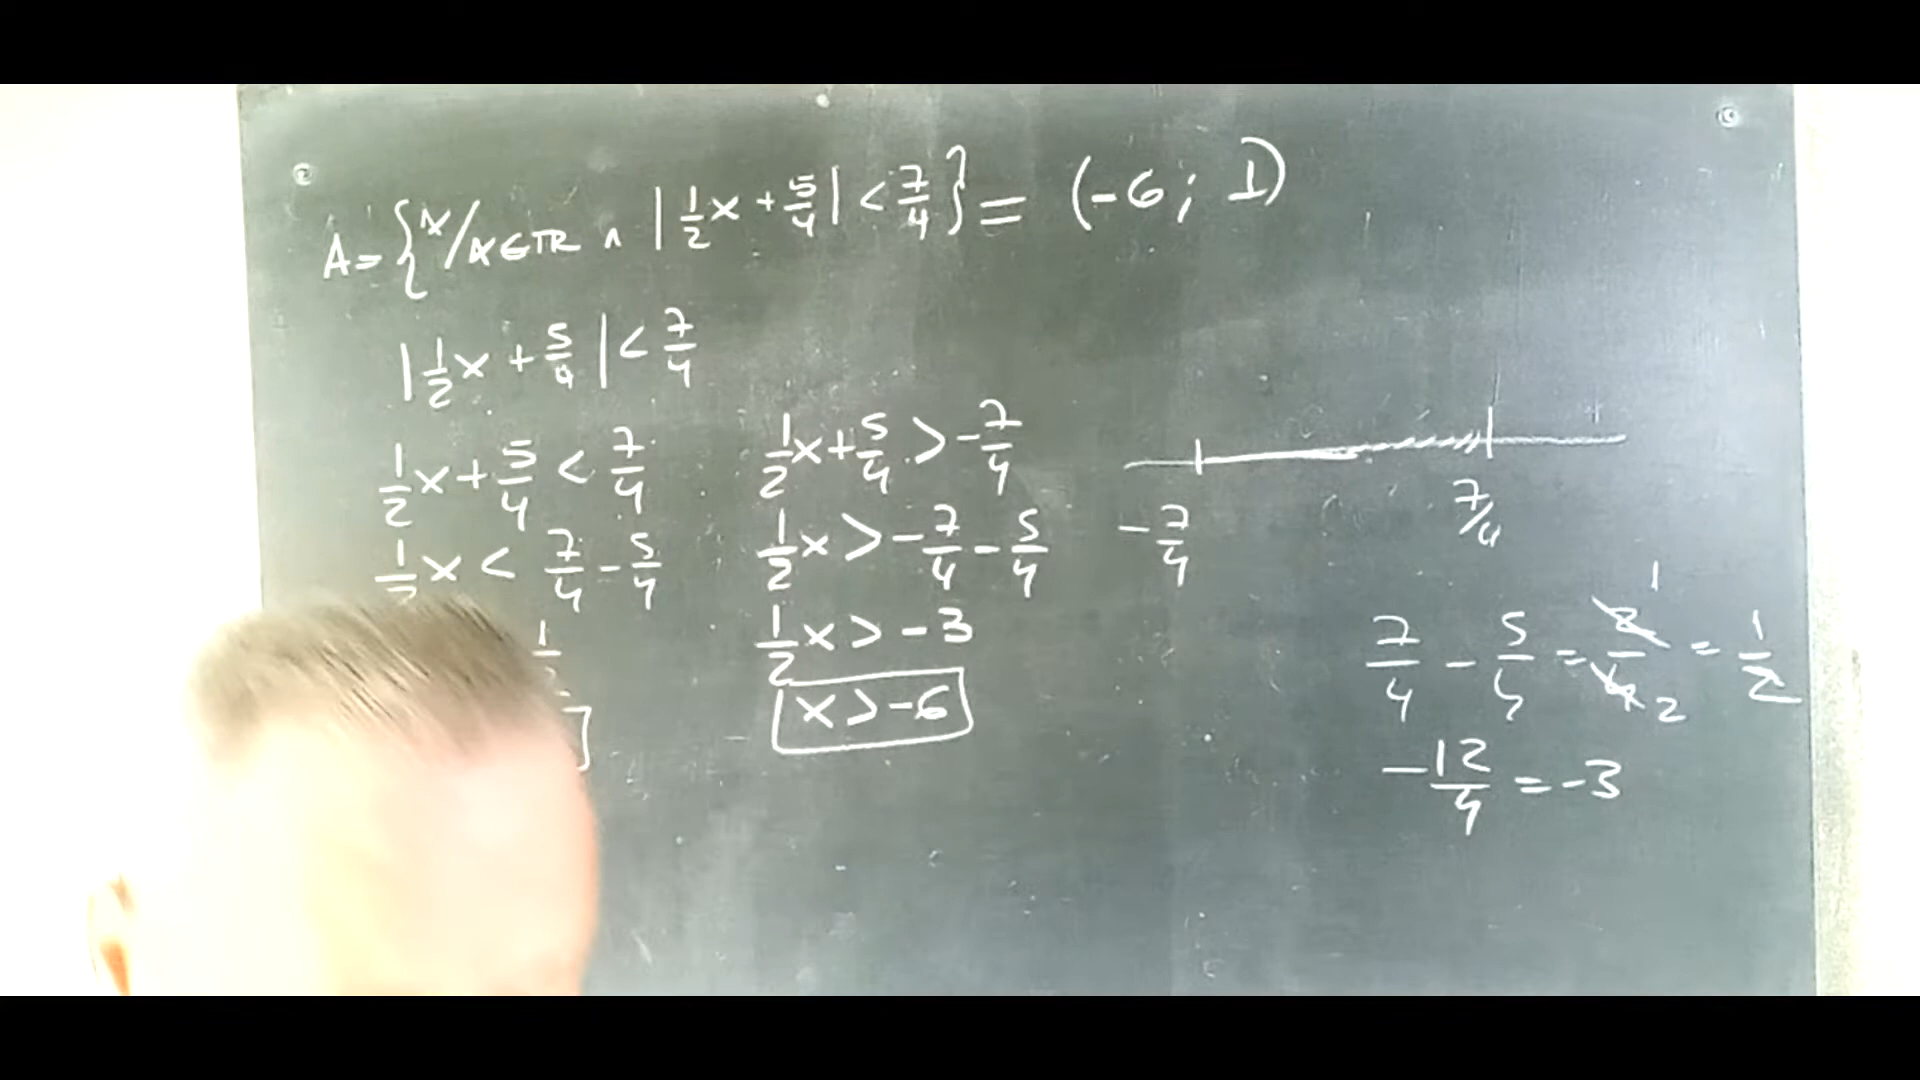 A = {x/x∈ℝ ∧ |1/2 x + 5/4| < 7/4} = (-6; 1)
|1/2 x + 5/4| < 7/4
1/2 x + 5/4 < 7/4
1/2 x < 7/4 - 5/4
1/2 x + 5/4 > -7/4
1/2 x > -7/4 - 5/4
1/2 x > -3
x > -6
-7/4
7/4
7/4 - 5/4 = 2/4 = 1/2
1
2
-12/4 = -3